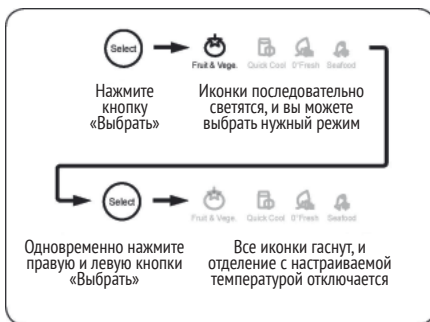 Select
Fruit & Vege. Quick Cool 0°Fresh Seafood
Нажмите
кнопку
«Выбрать»
Иконки последовательно
светятся, и вы можете
выбрать нужный режим
Select
Fruit & Vege. Quick Cool 0°Fresh Seafood
Одновременно нажмите
правую и левую кнопки
«Выбрать»
Все иконки гаснут, и
отделение с настраиваемой
температурой отключается